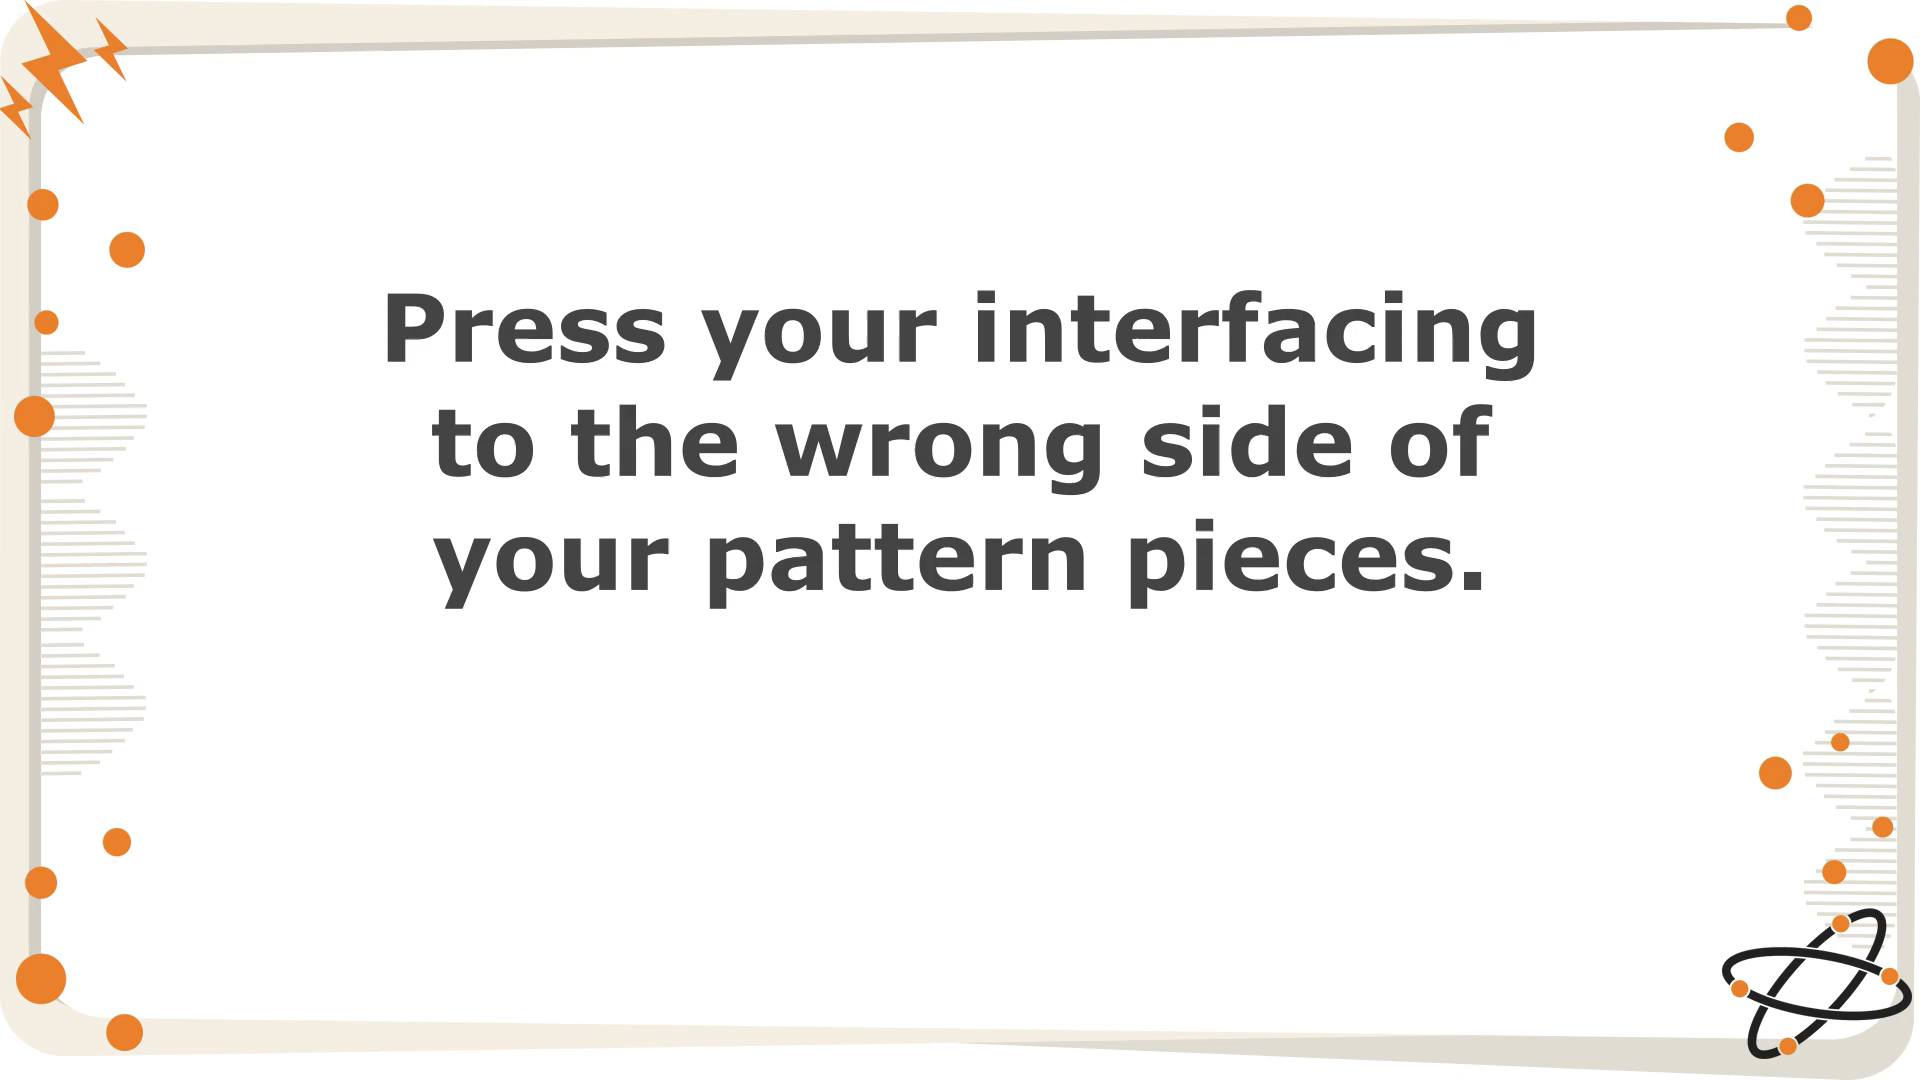 Press your interfacing
to the wrong side of
your pattern pieces.